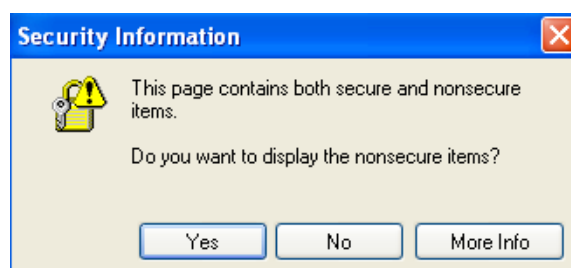 Security Information
This page contains both secure and nonsecure
items.
Do you want to display the nonsecure items?
Yes
No
More Info